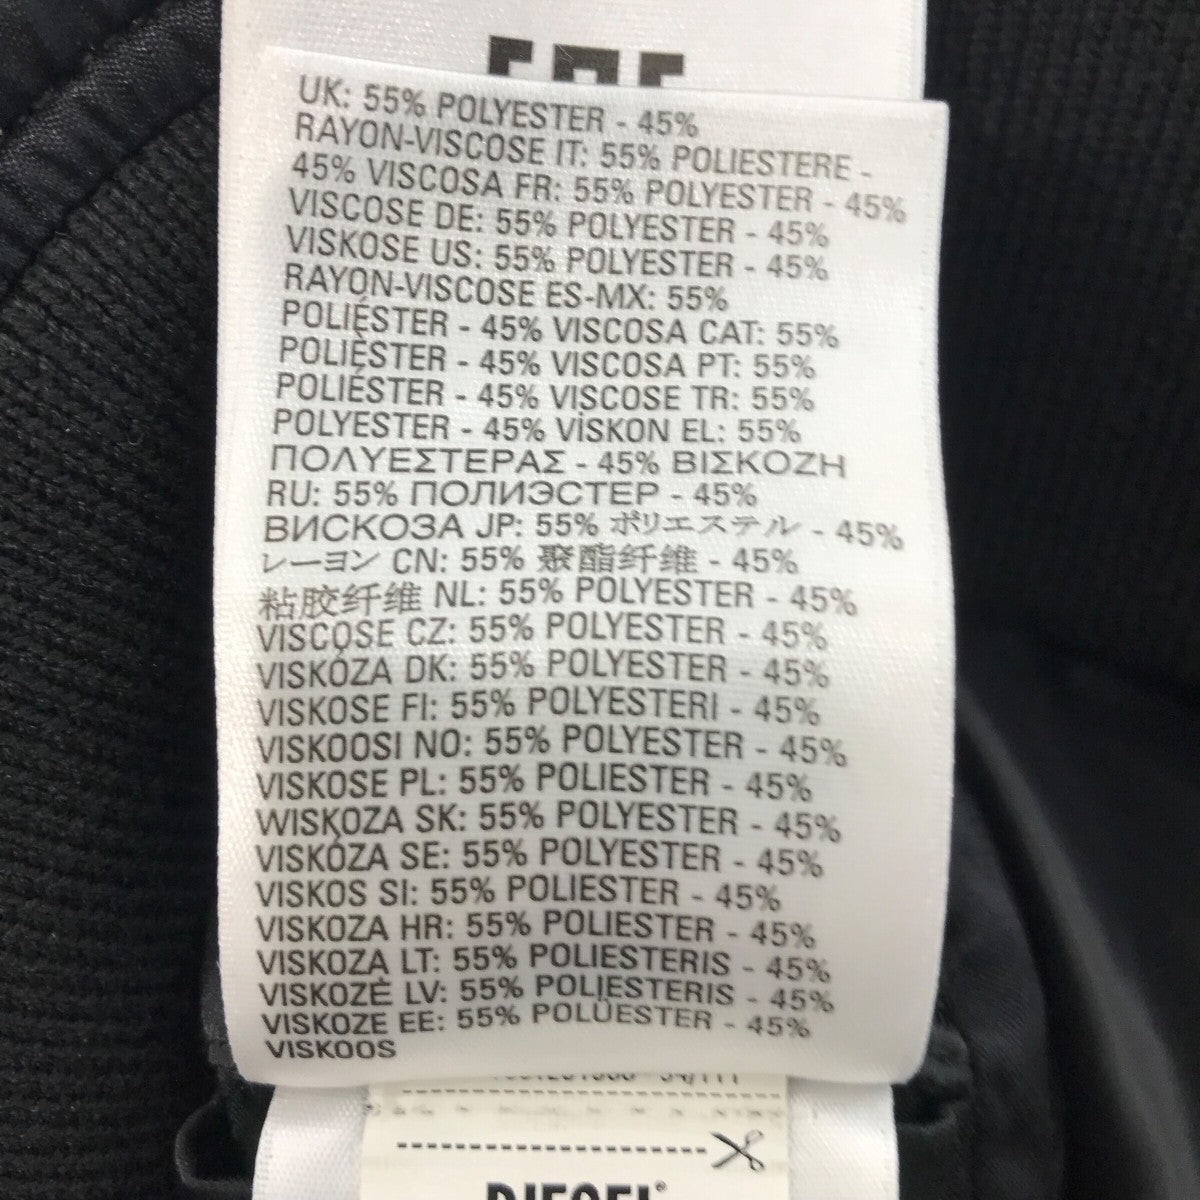 UK: 55% POLYESTER - 45%
RAYON-VISCOSE IT: 55% POLIESTERE -
45% VISCOSA FR: 55% POLYESTER - 45%
VISCOSE DE: 55% POLYESTER - 45%
VISKOSE US: 55% POLYESTER - 45%
RAYON-VISCOSE ES-MX: 55%
POLIÉSTER - 45% VISCOSA CAT: 55%
POLIÈSTER - 45% VISCOSA PT: 55%
POLIÉSTER - 45% VISCOSE TR: 55%
POLYESTER - 45% VİSKON EL: 55%
ΠΟΛΥΕΣΤΕΡΑΣ - 45% ΒΙΣΚΟΖΗ
RU: 55% ПОЛИЭСТЕР - 45%
ВИСКОЗА JP: 55% ポリエステル - 45%
レーヨン CN: 55% 聚酯纤维 - 45%
粘胶纤维 NL: 55% POLYESTER - 45%
VISCOSE CZ: 55% POLYESTER - 45%
VISKÓZA DK: 55% POLYESTER - 45%
VISKOSE FI: 55% POLYESTERI - 45%
VISKOOSI NO: 55% POLYESTER - 45%
VISKOSE PL: 55% POLIESTER - 45%
WISKOZA SK: 55% POLYESTER - 45%
VISKÓZA SE: 55% POLYESTER - 45%
VISKOS SI: 55% POLIESTER - 45%
VISKOZA HR: 55% POLIESTER - 45%
VISKOZA LT: 55% POLIESTERIS - 45%
VISKOZĖ LV: 55% POLIESTERIS - 45%
VISKOZE EE: 55% POLÜESTER - 45%
VISKOOS
DIESEL